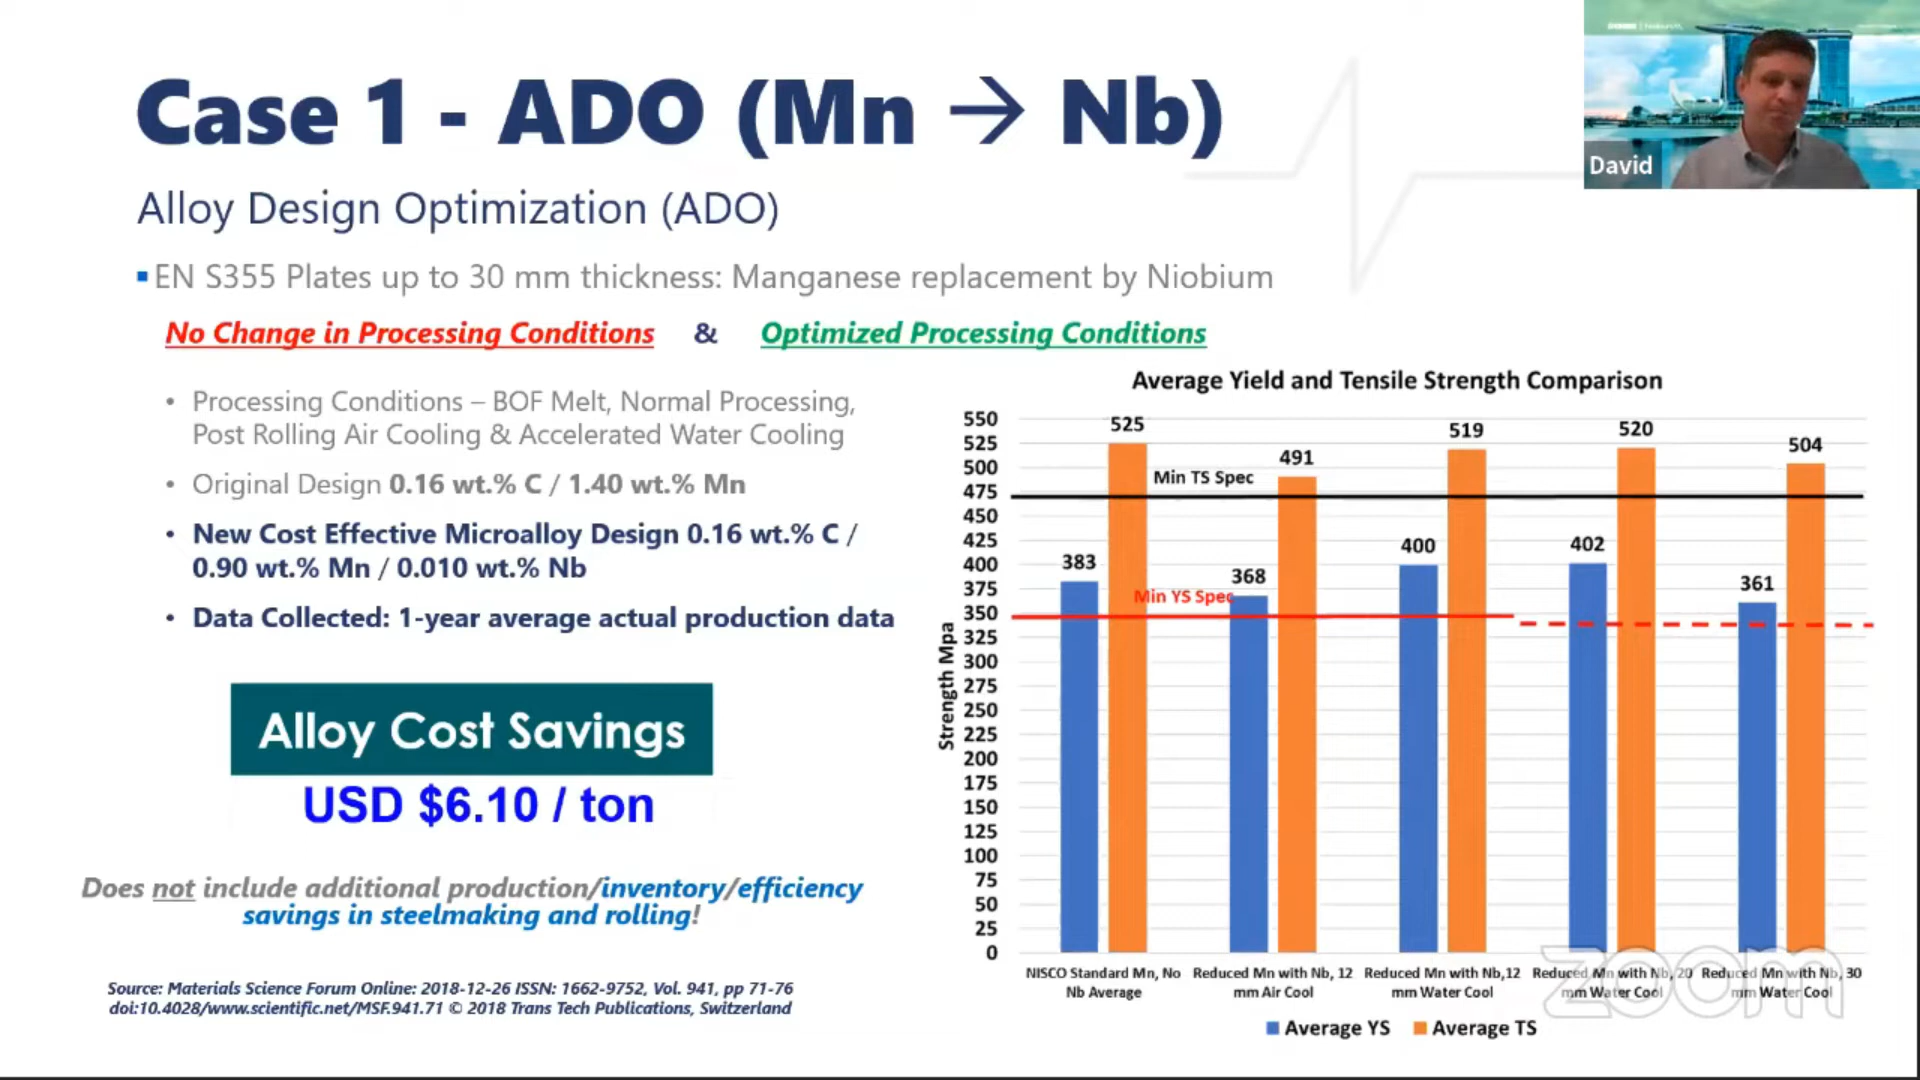 Case 1 - ADO (Mn → Nb)
David
Alloy Design Optimization (ADO)
▪EN S355 Plates up to 30 mm thickness: Manganese replacement by Niobium
No Change in Processing Conditions & Optimized Processing Conditions
• Processing Conditions – BOF Melt, Normal Processing,
Post Rolling Air Cooling & Accelerated Water Cooling
• Original Design 0.16 wt.% C / 1.40 wt.% Mn
• New Cost Effective Microalloy Design 0.16 wt.% C /
0.90 wt.% Mn / 0.010 wt.% Nb
• Data Collected: 1-year average actual production data
Alloy Cost Savings
USD $6.10 / ton
Does not include additional production/inventory/efficiency
savings in steelmaking and rolling!
Source: Materials Science Forum Online: 2018-12-26 ISSN: 1662-9752, Vol. 941, pp 71-76
doi:10.4028/www.scientific.net/MSF.941.71 © 2018 Trans Tech Publications, Switzerland
Average Yield and Tensile Strength Comparison
Strength Mpa
550
525
500
475
450
425
400
375
350
325
300
275
250
225
200
175
150
125
100
75
50
25
0
383
525
368
491
400
519
402
520
361
504
Min TS Spec
Min YS Spec
NISCO Standard Mn, No
Nb Average
Reduced Mn with Nb, 12
mm Air Cool
Reduced Mn with Nb,12
mm Water Cool
Reduced Mn with Nb, 20
mm Water Cool
Reduced Mn with Nb, 30
mm Water Cool
Average YS
Average TS
zoom